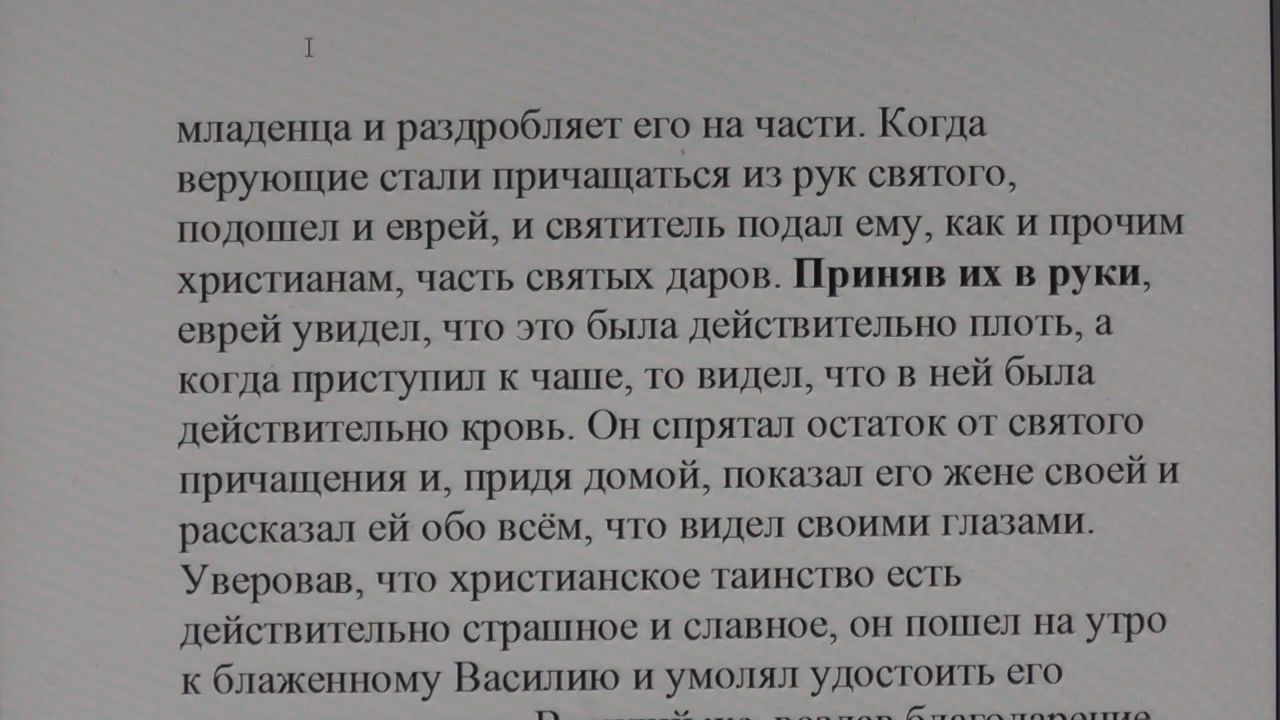 младенца и раздробляет его на части. Когда
верующие стали причащаться из рук святого,
подошел и еврей, и святитель подал ему, как и прочим
христианам, часть святых даров. Приняв их в руки,
еврей увидел, что это была действительно плоть, а
когда приступил к чаше, то видел, что в ней была
действительно кровь. Он спрятал остаток от святого
причащения и, придя домой, показал его жене своей и
рассказал ей обо всём, что видел своими глазами.
Уверовав, что христианское таинство есть
действительно страшное и славное, он пошел на утро
к блаженному Василию и умолял удостоить его
благодарение